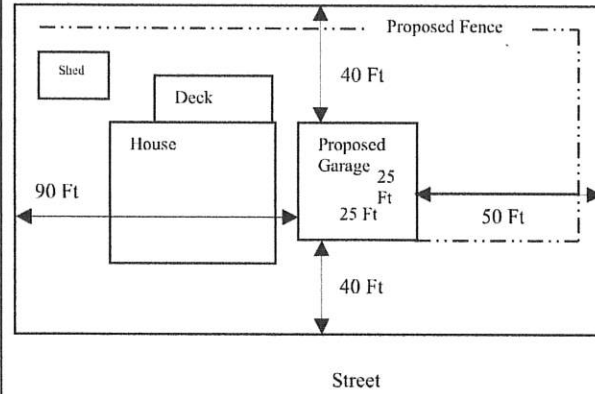 Proposed Fence
Shed
40 Ft
Deck
House
Proposed
Garage
25
Ft
25 Ft
90 Ft
50 Ft
40 Ft
Street